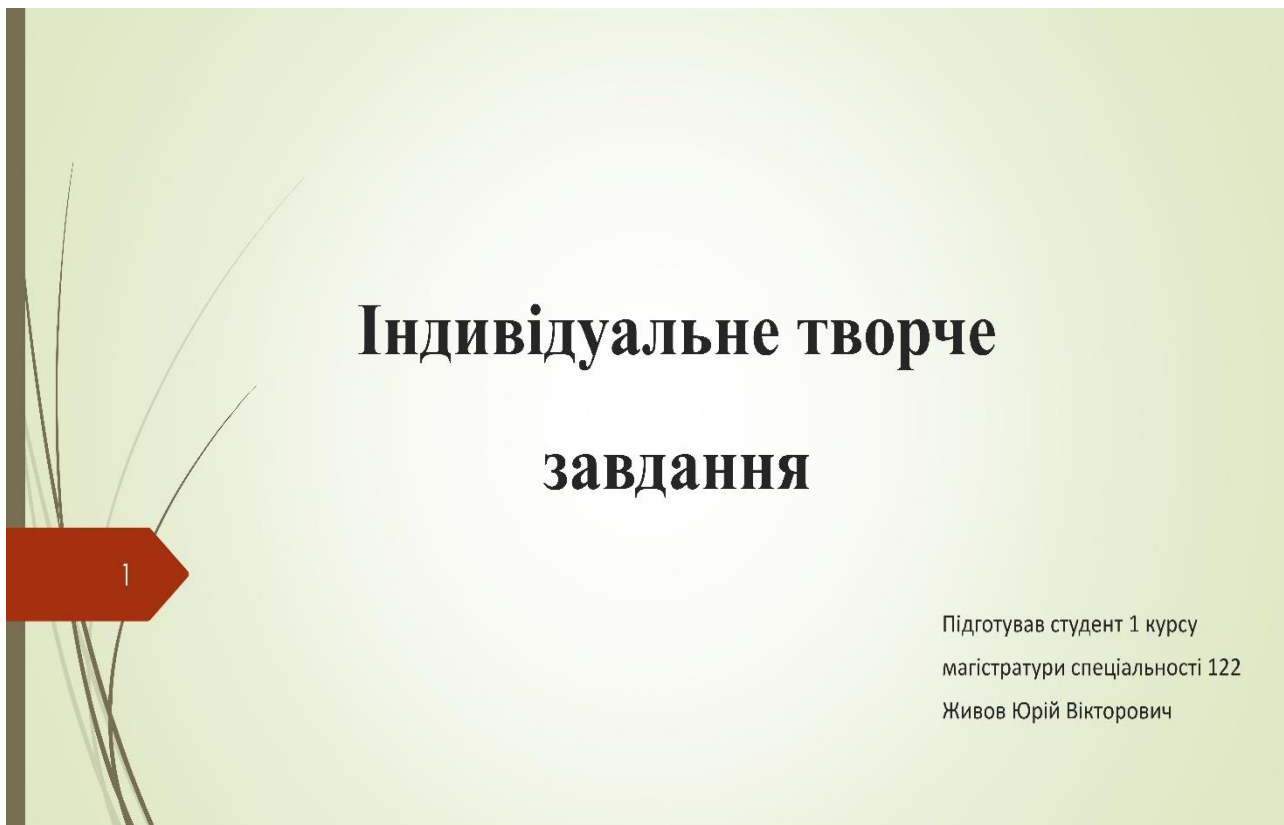 Індивідуальне творче
завдання
1
Підготував студент 1 курсу
магістратури спеціальності 122
Живов Юрій Вікторович